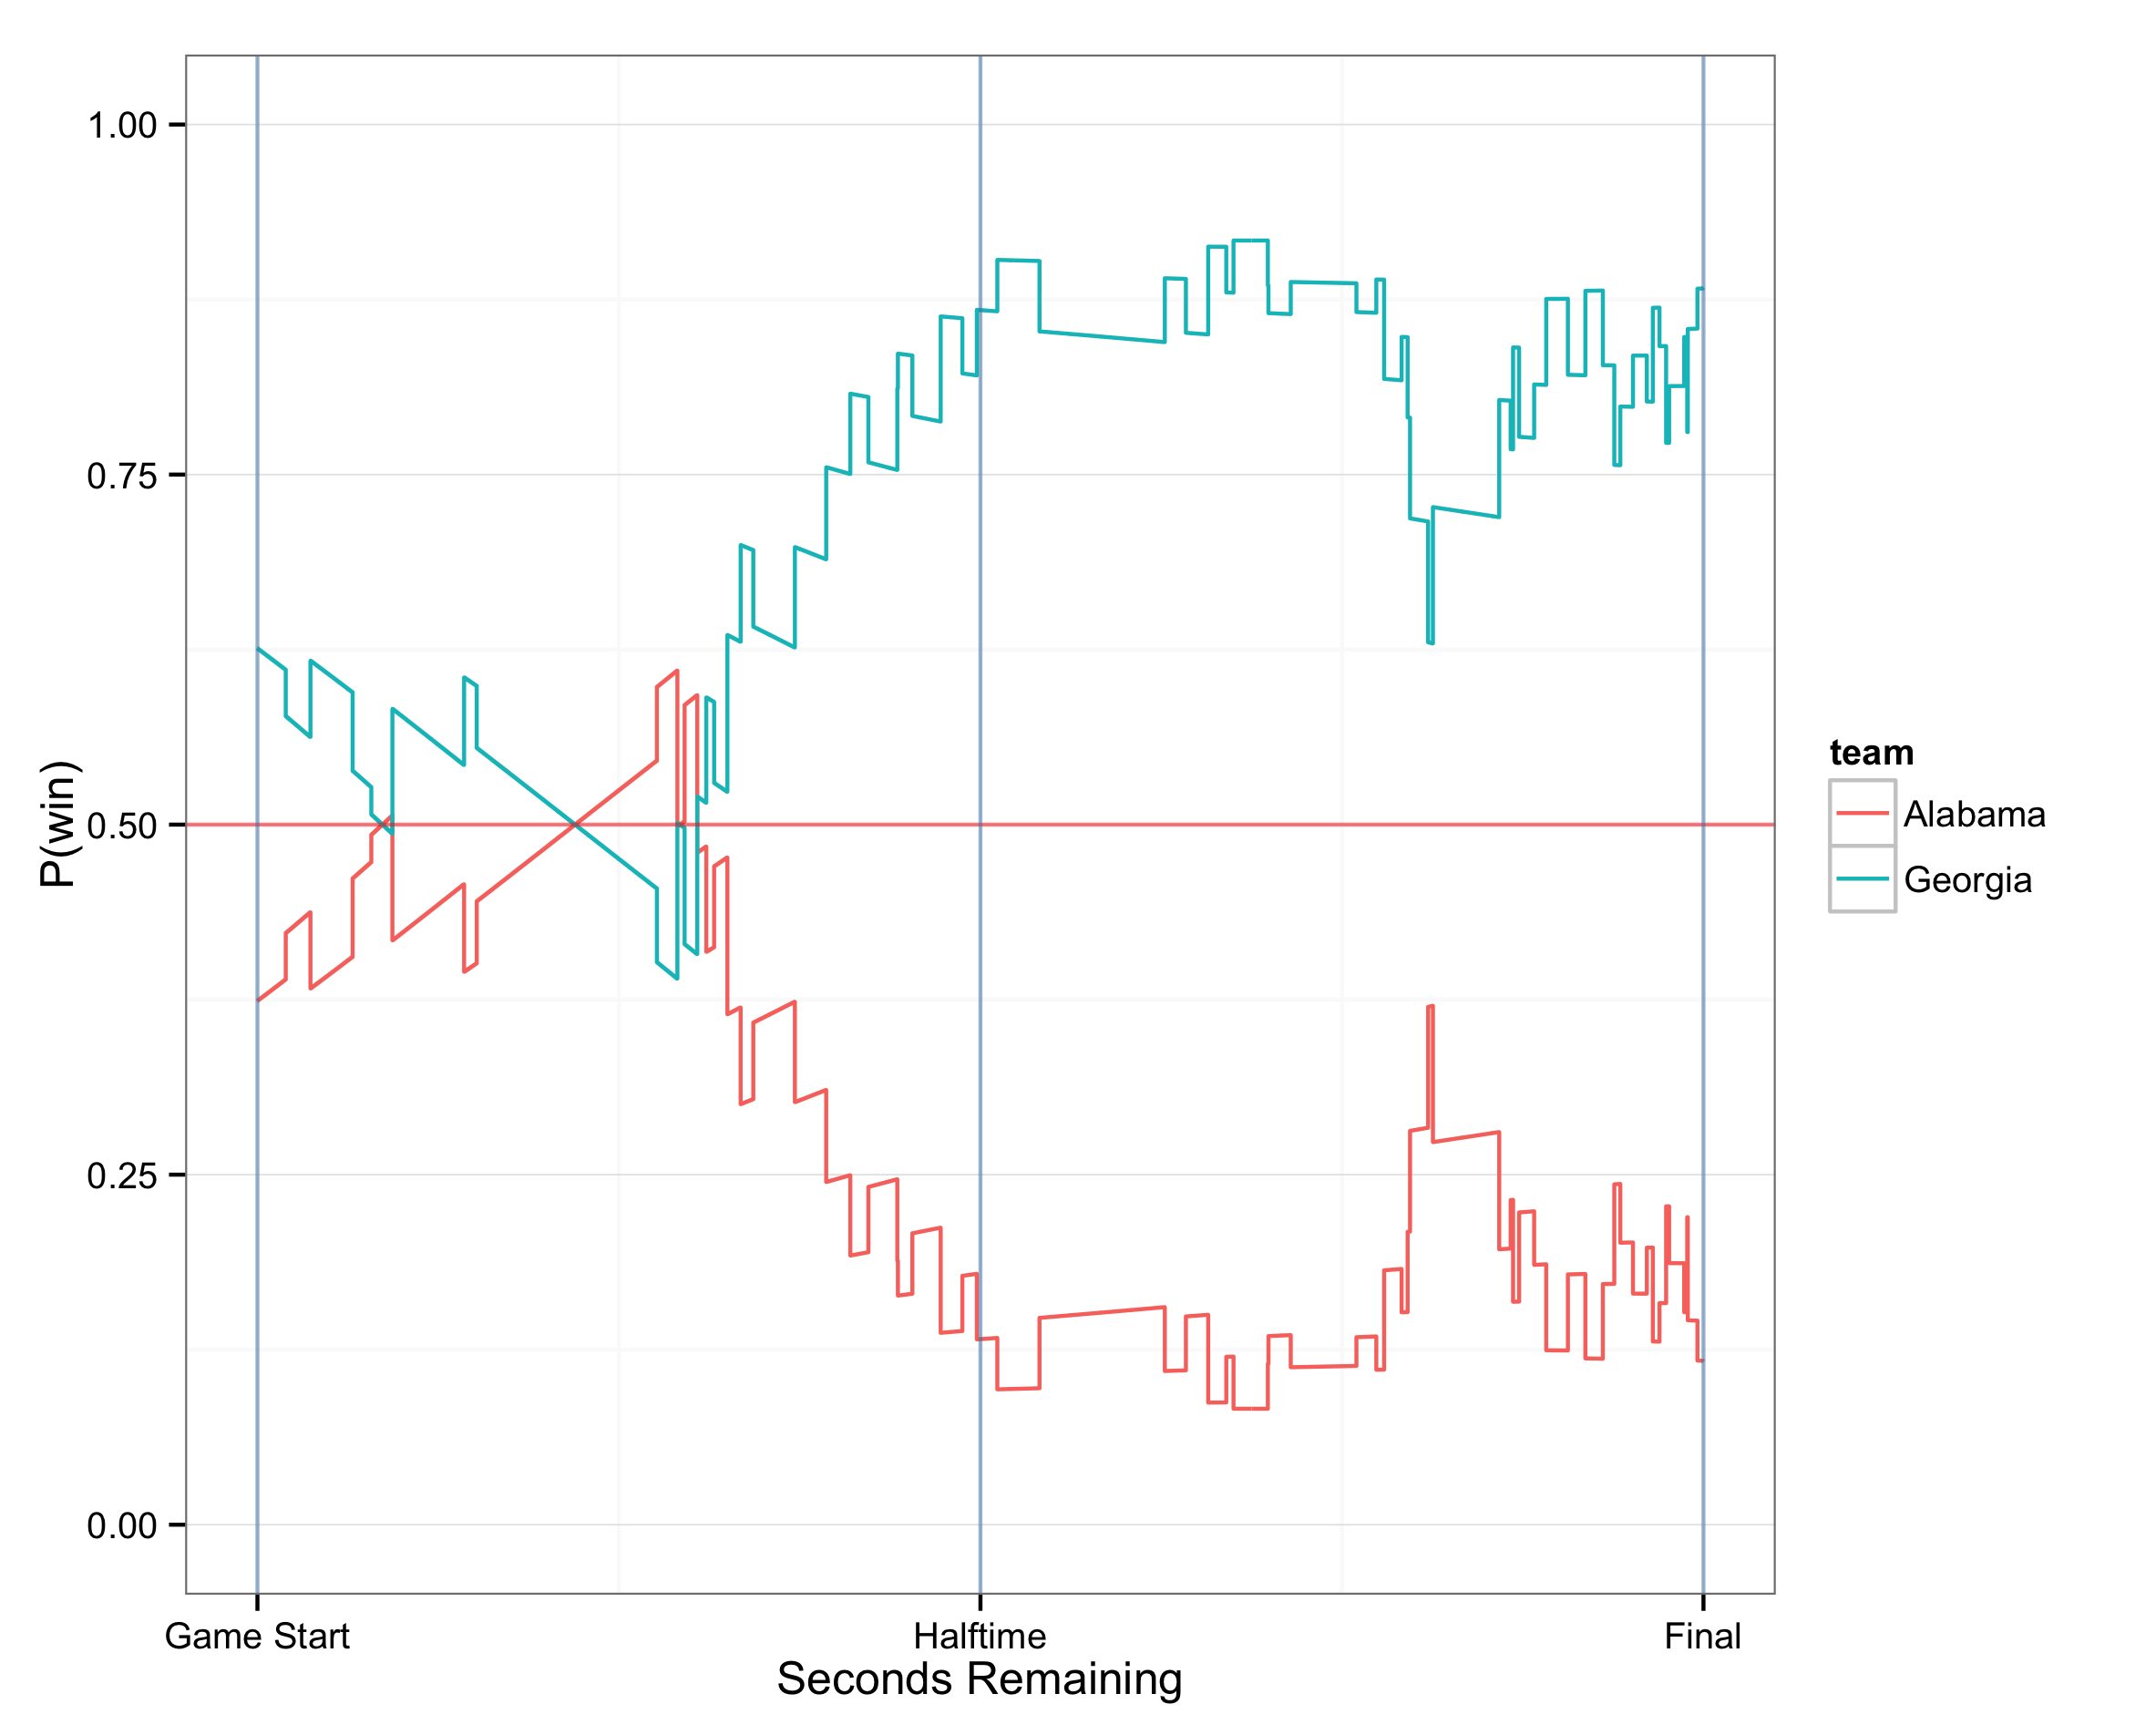 1.00
0.75
0.50
0.25
0.00
P(win)
Game Start
Halftime
Final
Seconds Remaining
team
Alabama
Georgia